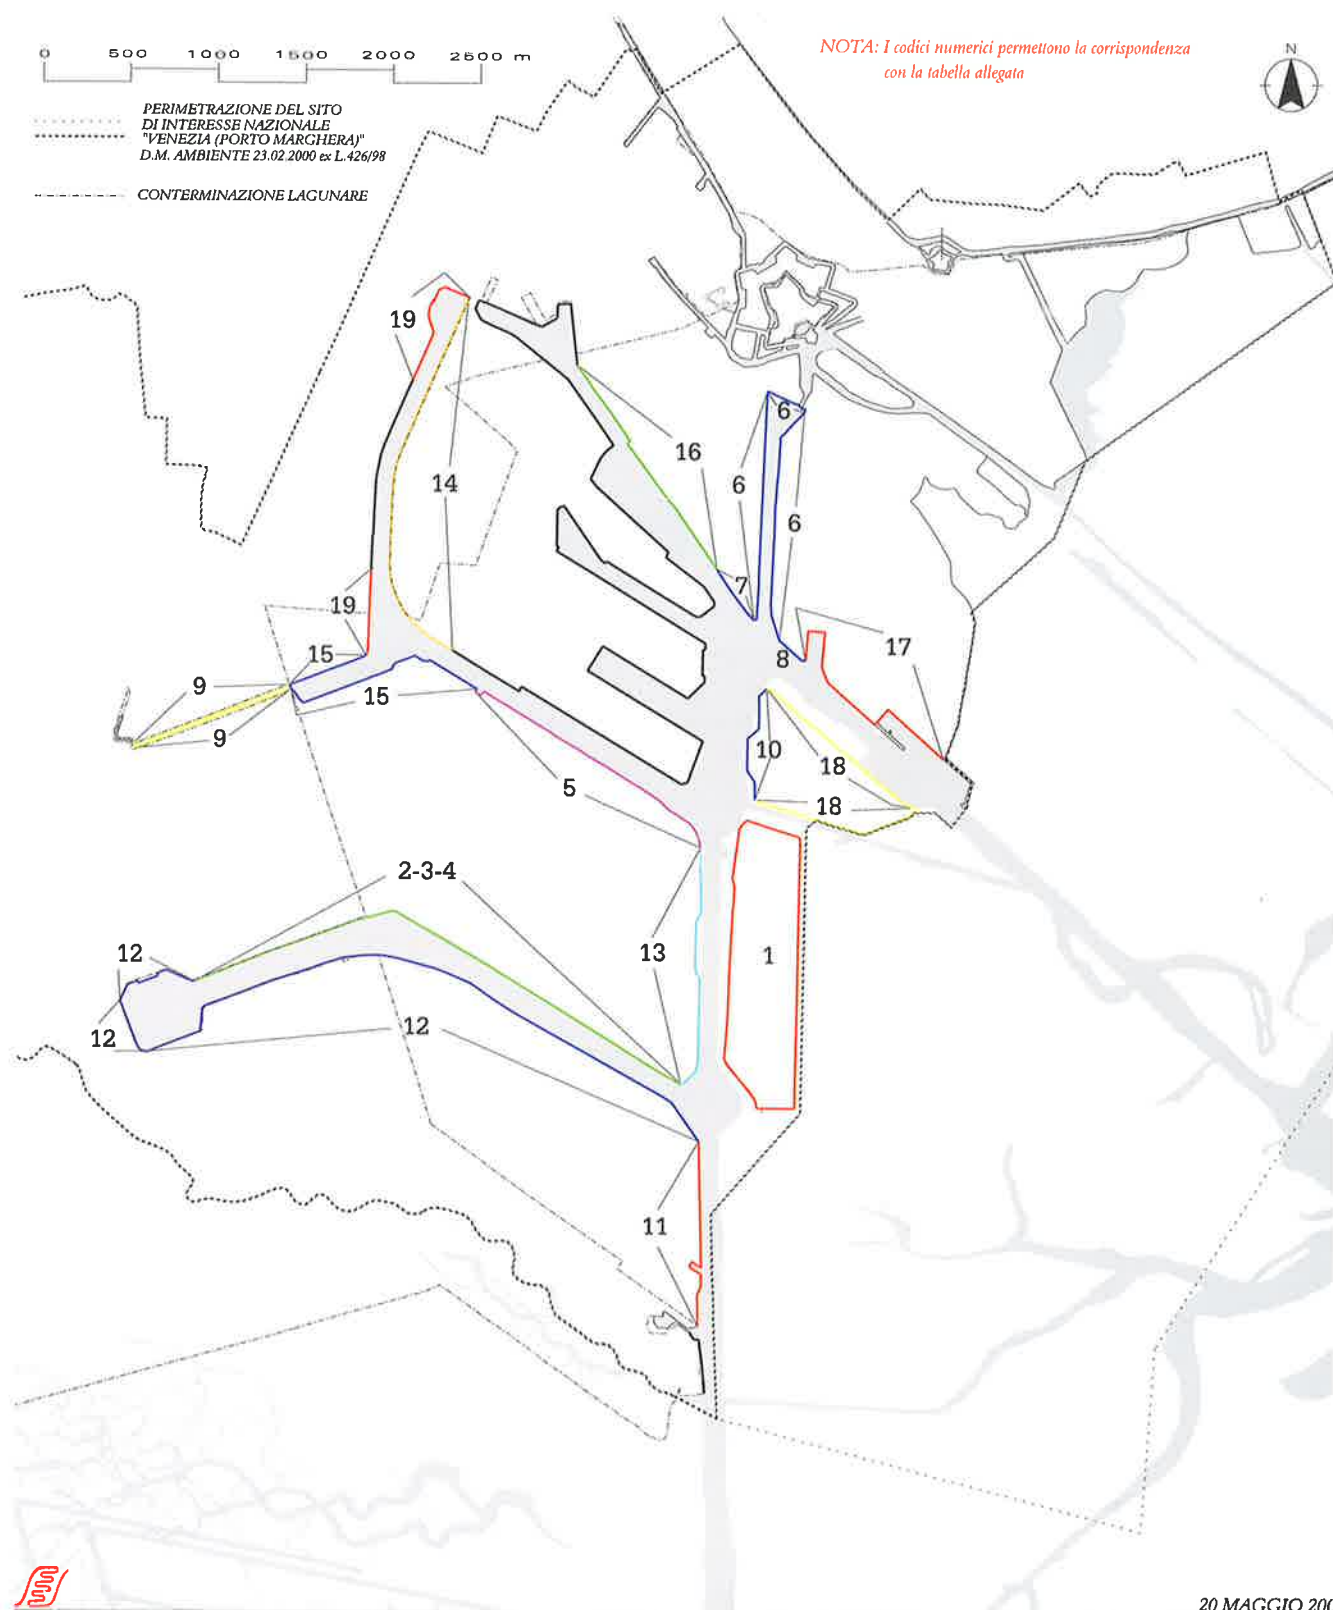 0 500 1000 1500 2000 2500 m
NOTA: I codici numerici permettono la corrispondenza
con la tabella allegata
N
PERIMETRAZIONE DEL SITO
DI INTERESSE NAZIONALE
"VENEZIA (PORTO MARGHERA)"
D.M. AMBIENTE 23.02.2000 ex L.426/98
CONTERMINAZIONE LAGUNARE
19
6
16
14
6
6
7
19
17
15
8
9
15
9
10
18
5
18
2-3-4
13
12
1
12
12
11
20 MAGGIO 200